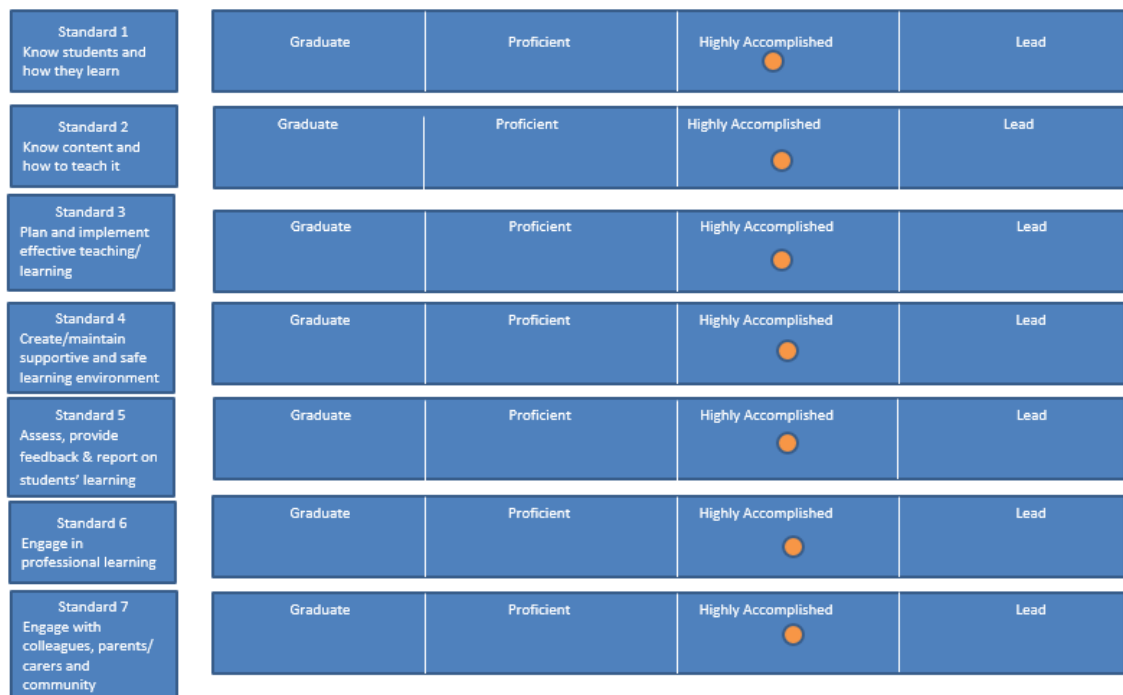 Standard 1
Know students and
how they learn
Graduate Proficient Highly Accomplished Lead
Standard 2
Know content and
how to teach it
Graduate Proficient Highly Accomplished Lead
Standard 3
Plan and implement
effective teaching/
learning
Graduate Proficient Highly Accomplished Lead
Standard 4
Create/maintain
supportive and safe
learning environment
Graduate Proficient Highly Accomplished Lead
Standard 5
Assess, provide
feedback & report on
students’ learning
Graduate Proficient Highly Accomplished Lead
Standard 6
Engage in
professional learning
Graduate Proficient Highly Accomplished Lead
Standard 7
Engage with
colleagues, parents/
carers and
community
Graduate Proficient Highly Accomplished Lead